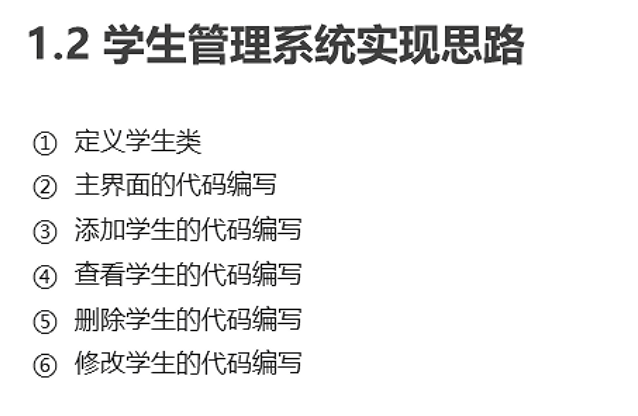 1.2 学生管理系统实现思路
① 定义学生类
② 主界面的代码编写
③ 添加学生的代码编写
④ 查看学生的代码编写
⑤ 删除学生的代码编写
⑥ 修改学生的代码编写